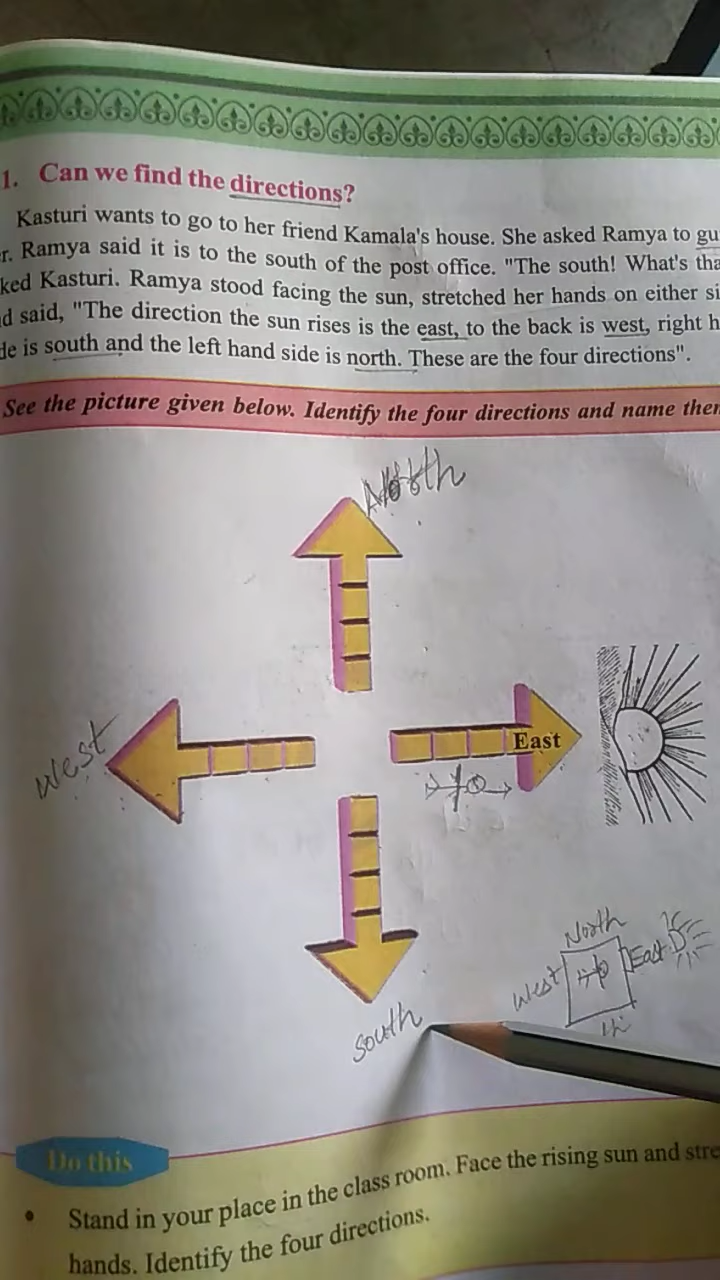 1. Can we find the directions?
Kasturi wants to go to her friend Kamala's house. She asked Ramya to gu
r. Ramya said it is to the south of the post office. "The south! What's tha
ked Kasturi. Ramya stood facing the sun, stretched her hands on either si
d said, "The direction the sun rises is the east, to the back is west, right h
de is south and the left hand side is north. These are the four directions".
See the picture given below. Identify the four directions and name them
North
West
East
North
West
East
South
Do this
• Stand in your place in the class room. Face the rising sun and stre
hands. Identify the four directions.